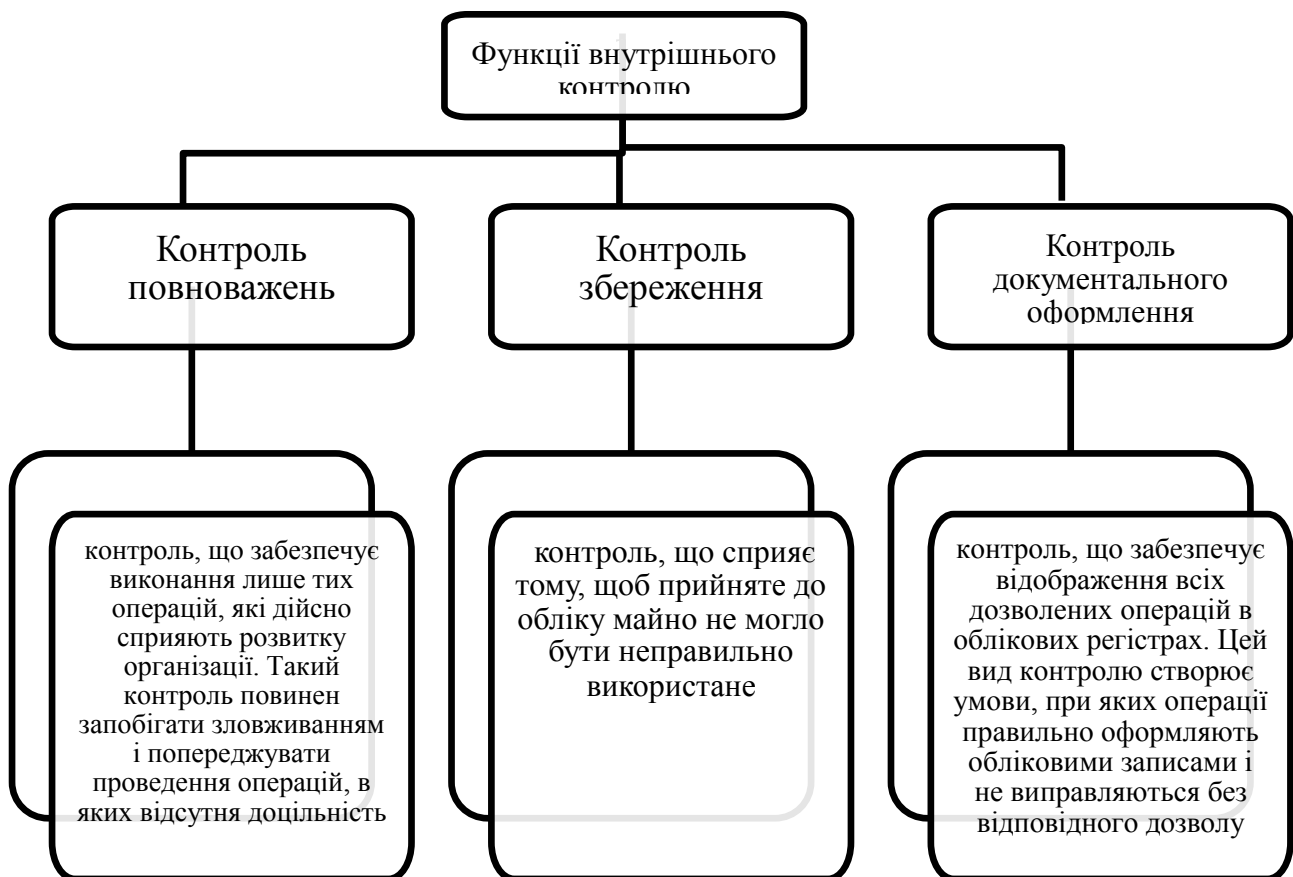 Функції внутрішнього
контролю
Контроль
повноважень
Контроль
збереження
Контроль
документального
оформлення
контроль, що забезпечує
виконання лише тих
операцій, які дійсно
сприяють розвитку
організації. Такий
контроль повинен
запобігати зловживанням
і попереджувати
проведення операцій, в
яких відсутня доцільність
контроль, що сприяє
тому, щоб прийняте до
обліку майно не могло
бути неправильно
використане
контроль, що забезпечує
відображення всіх
дозволених операцій в
облікових регістрах. Цей
вид контролю створює
умови, при яких операції
правильно оформляють
обліковими записами і
не виправляються без
відповідного дозволу